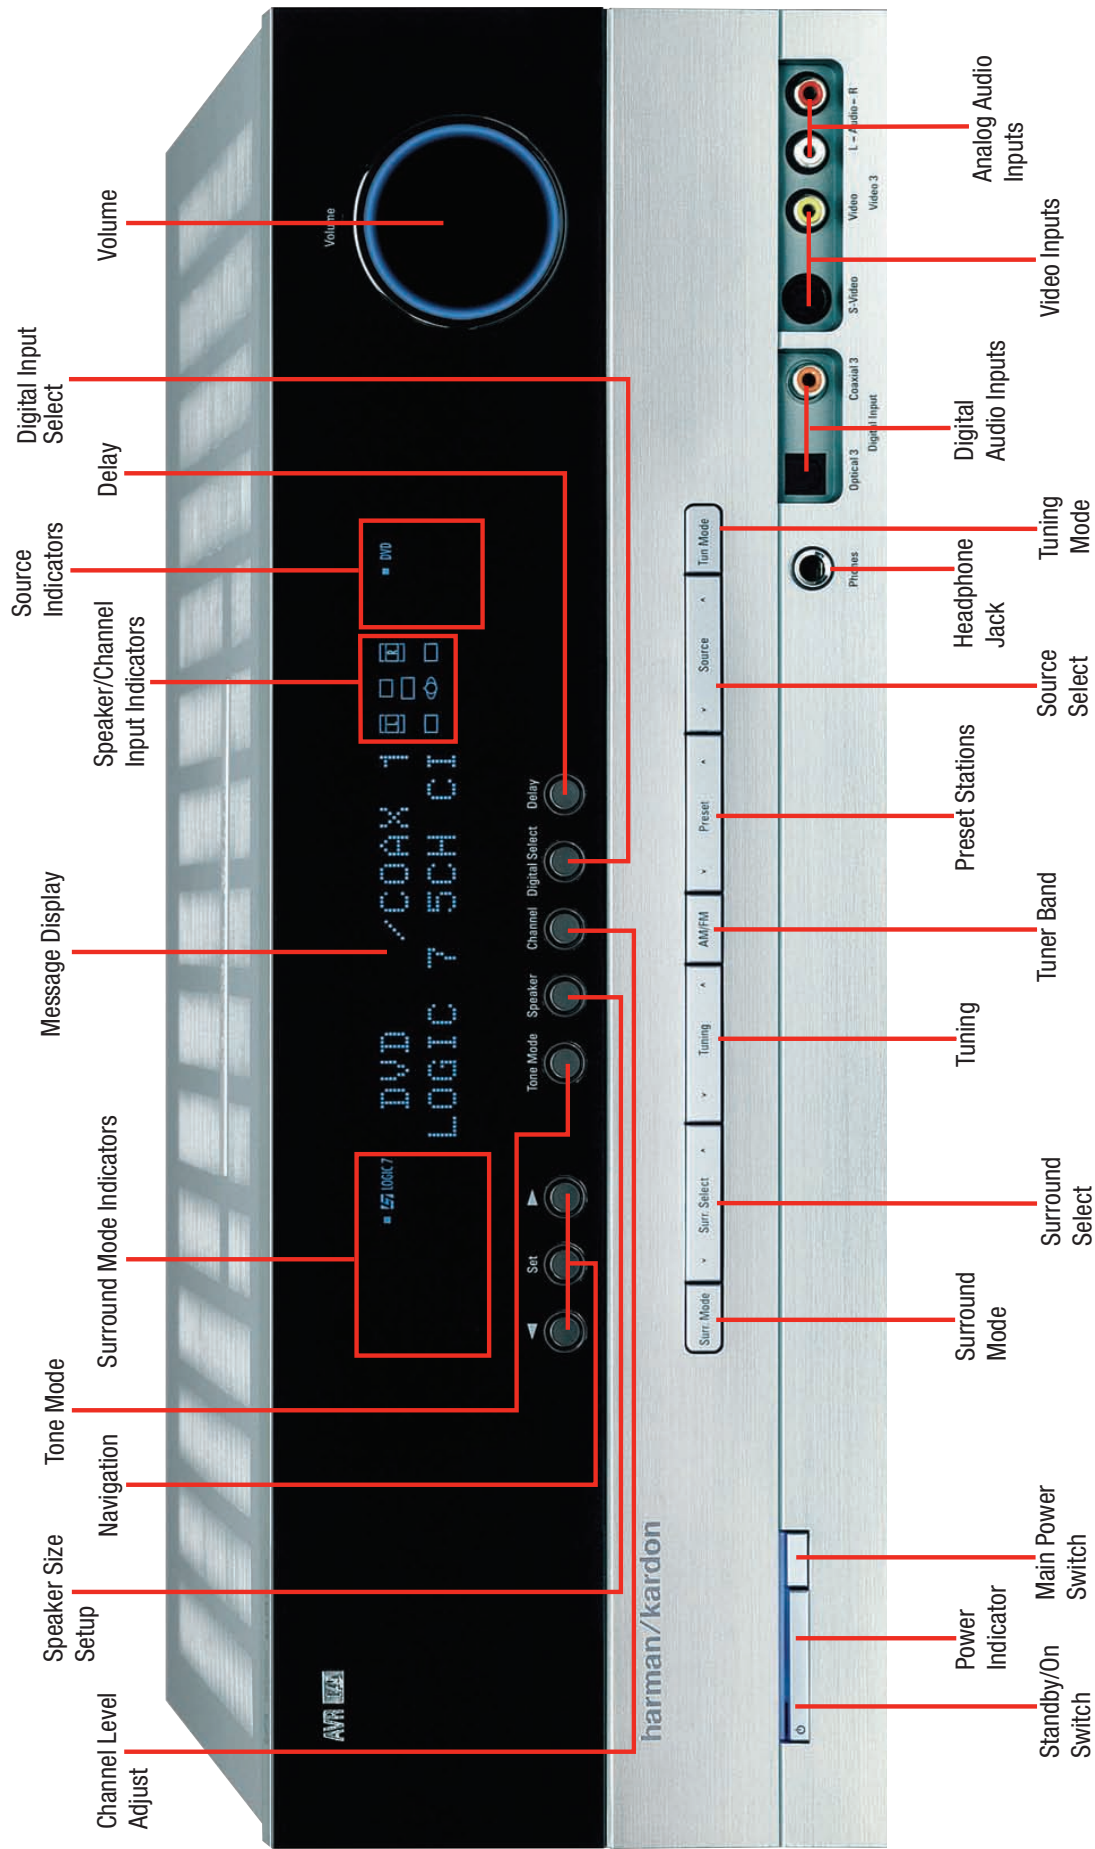 Channel Level
Adjust
Speaker Size
Setup
Navigation
Tone Mode
Surround Mode Indicators
Message Display
Speaker/Channel
Input Indicators
Source
Indicators
Delay
Digital Input
Select
Volume
AVR
LOGIC 7
DVD /COAX 1
LOGIC 7 5CH CI
L
R
DVD
Volume
Set
Tone Mode
Speaker
Channel
Digital Select
Delay
harman/kardon
Surr. Mode
Surr. Select
Tuning
AM/FM
Preset
Source
Tun Mode
Phones
Optical 3
Coaxial 3
Digital Input
S-Video
Video
L – Audio – R
Video 3
Standby/On
Switch
Power
Indicator
Main Power
Switch
Surround
Mode
Surround
Select
Tuning
Tuner Band
Preset Stations
Source
Select
Headphone
Jack
Tuning
Mode
Digital
Audio Inputs
Video Inputs
Analog Audio
Inputs